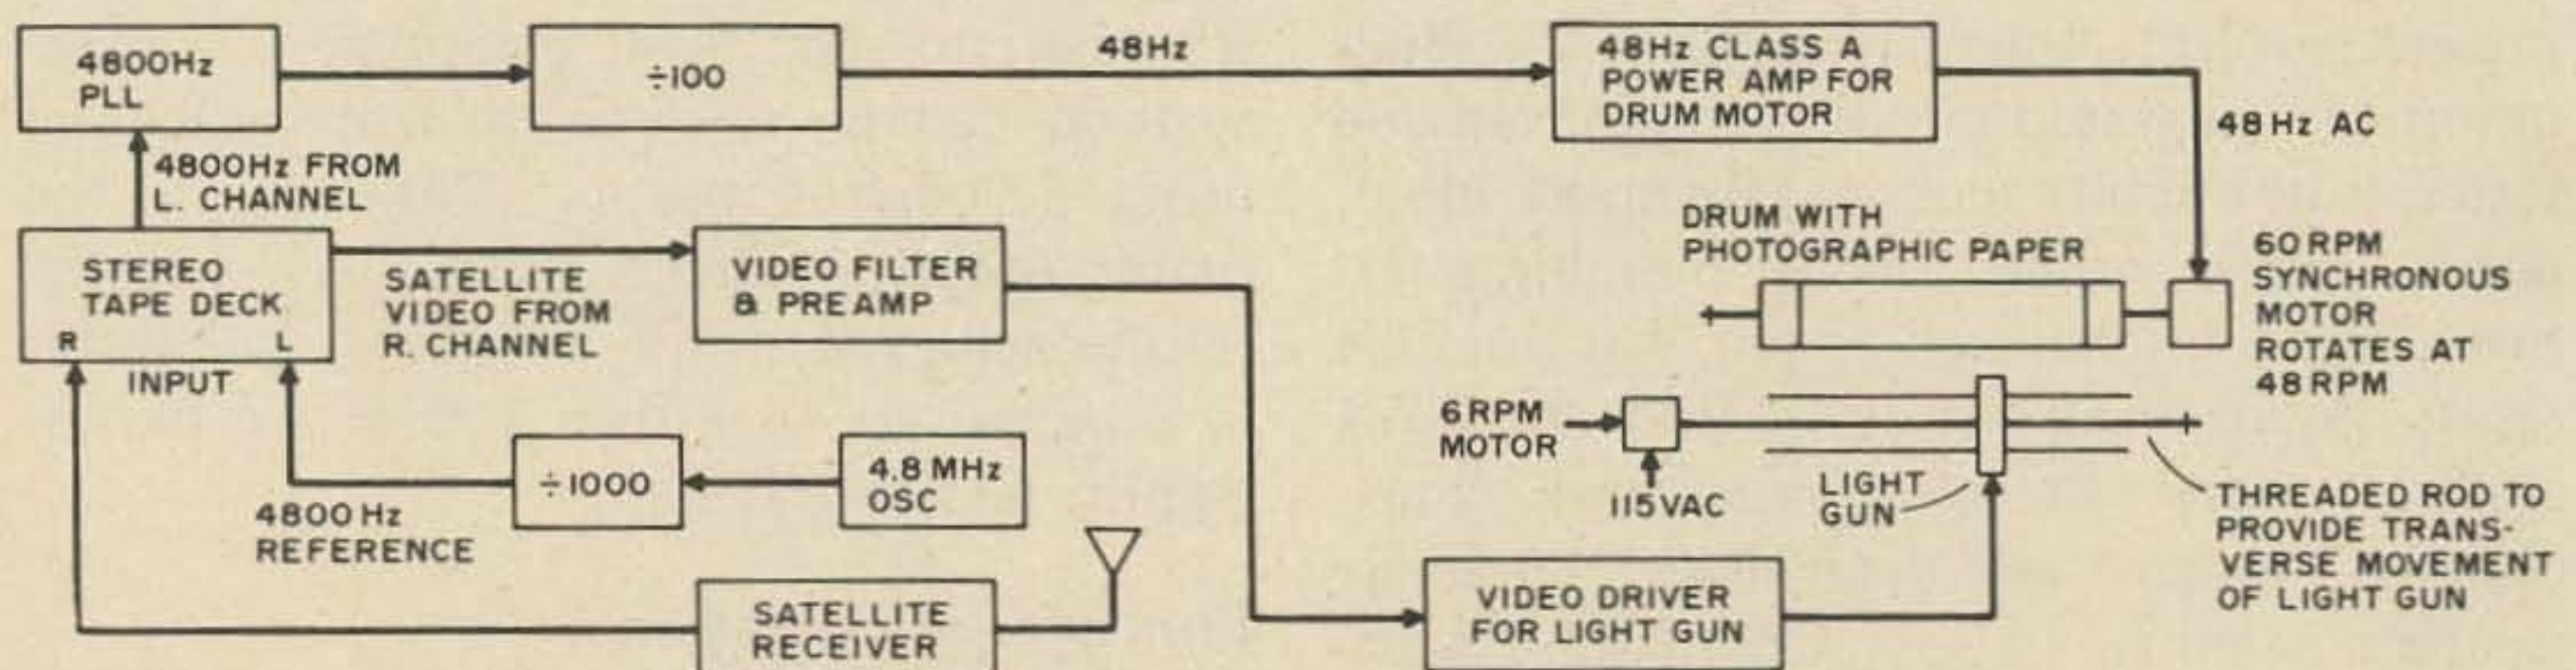 4800Hz
PLL
÷100
48Hz
48Hz CLASS A
POWER AMP FOR
DRUM MOTOR
48 Hz AC
4800Hz FROM
L. CHANNEL
STEREO
TAPE DECK
R L
INPUT
SATELLITE
VIDEO FROM
R. CHANNEL
VIDEO FILTER
& PREAMP
DRUM WITH
PHOTOGRAPHIC PAPER
60 RPM
SYNCHRONOUS
MOTOR
ROTATES AT
48 RPM
6 RPM
MOTOR
115VAC
LIGHT
GUN
THREADED ROD TO
PROVIDE TRANS-
VERSE MOVEMENT
OF LIGHT GUN
÷1000
4.8 MHz
OSC
4800 Hz
REFERENCE
SATELLITE
RECEIVER
VIDEO DRIVER
FOR LIGHT GUN